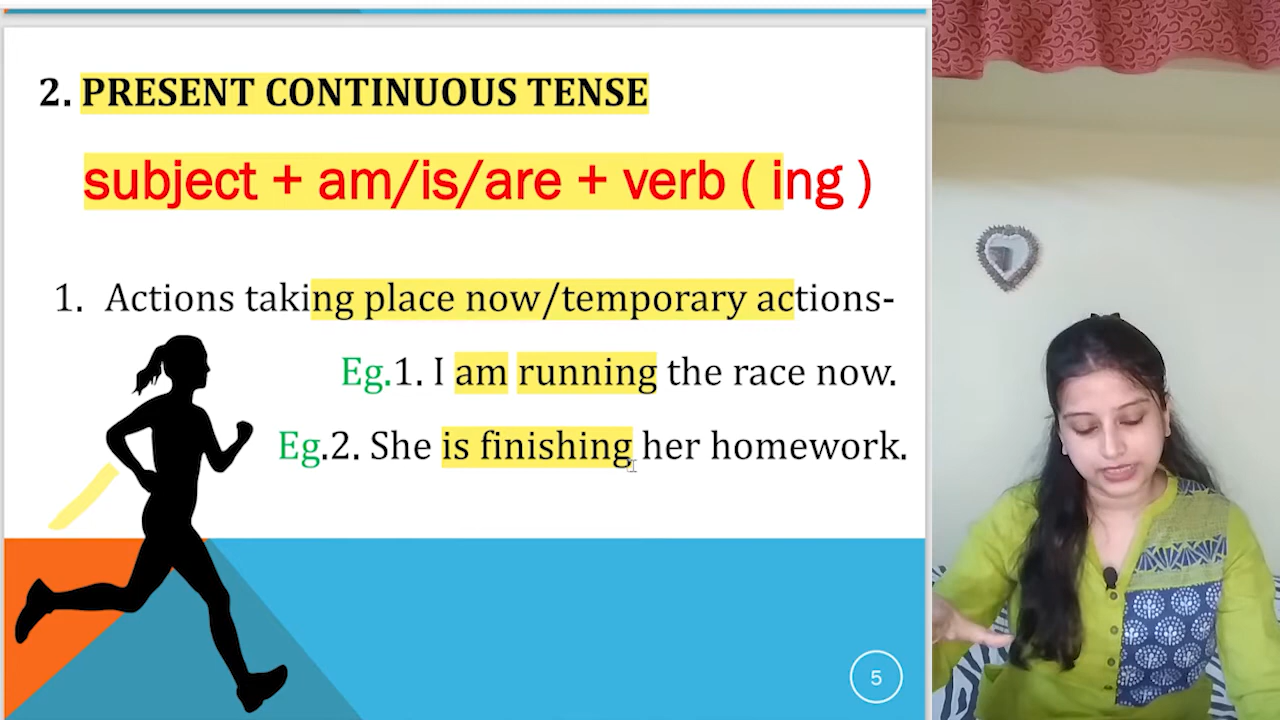 2. PRESENT CONTINUOUS TENSE
subject + am/is/are + verb ( ing )
1. Actions taking place now/temporary actions-
Eg.1. I am running the race now.
Eg.2. She is finishing her homework.
5